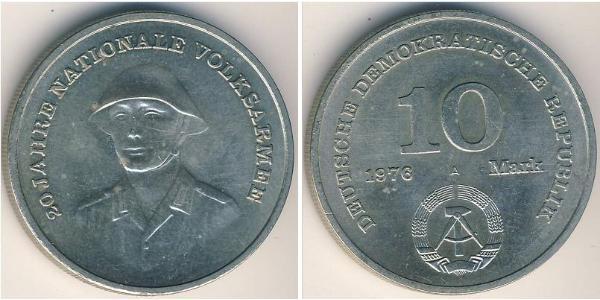 20 JAHRE NATIONALE VOLKSARMEE
DEUTSCHE DEMOKRATISCHE REPUBLIK
10
1976 A Mark